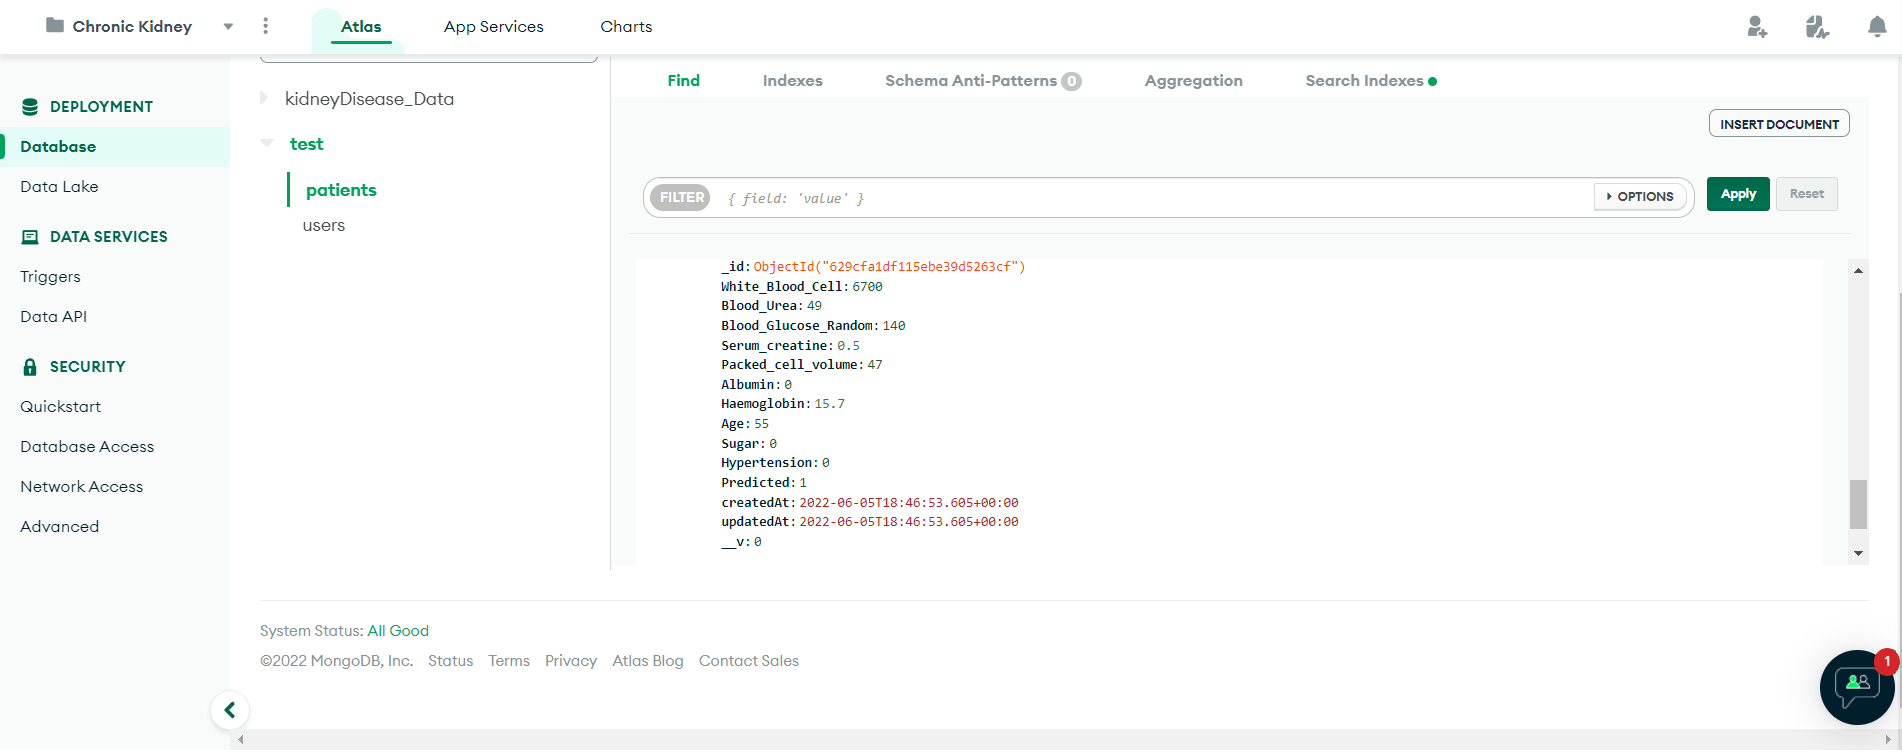 Chronic Kidney
Atlas
App Services
Charts
DEPLOYMENT
Database
Data Lake
DATA SERVICES
Triggers
Data API
SECURITY
Quickstart
Database Access
Network Access
Advanced
kidneyDisease_Data
test
patients
users
Find
Indexes
Schema Anti-Patterns 0
Aggregation
Search Indexes
INSERT DOCUMENT
FILTER { field: 'value' }
OPTIONS
Apply
Reset
_id: ObjectId("629cfa1df115ebe39d5263cf")
White_Blood_Cell: 6700
Blood_Urea: 49
Blood_Glucose_Random: 140
Serum_creatine: 0.5
Packed_cell_volume: 47
Albumin: 0
Haemoglobin: 15.7
Age: 55
Sugar: 0
Hypertension: 0
Predicted: 1
createdAt: 2022-06-05T18:46:53.605+00:00
updatedAt: 2022-06-05T18:46:53.605+00:00
__v: 0
System Status: All Good
©2022 MongoDB, Inc. Status Terms Privacy Atlas Blog Contact Sales
1